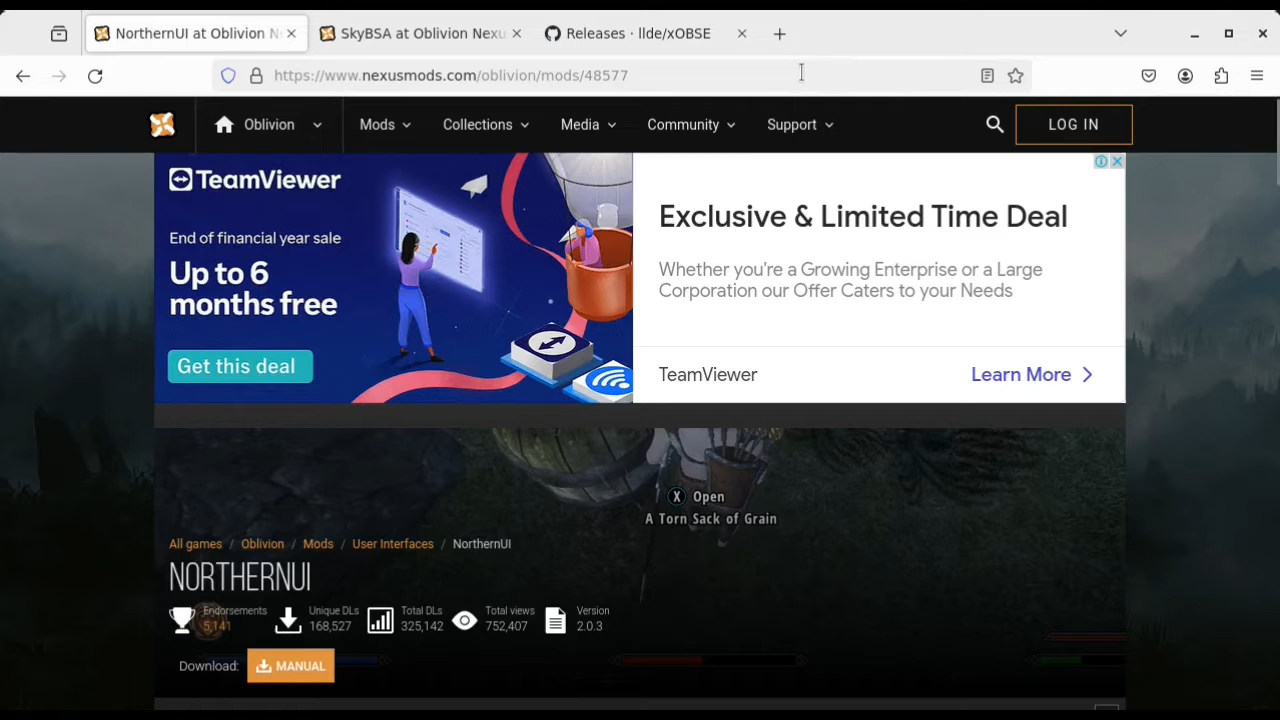 NorthernUI at Oblivion N
SkyBSA at Oblivion Nexu
Releases · llde/xOBSE
https://www.nexusmods.com/oblivion/mods/48577
Oblivion
Mods
Collections
Media
Community
Support
LOG IN
TeamViewer
End of financial year sale
Up to 6
months free
Get this deal
Exclusive & Limited Time Deal
Whether you're a Growing Enterprise or a Large
Corporation our Offer Caters to your Needs
TeamViewer
Learn More
X Open
A Torn Sack of Grain
All games / Oblivion / Mods / User Interfaces / NorthernUI
NORTHERNUI
Endorsements
5,141
Unique DLs
168,527
Total DLs
325,142
Total views
752,407
Version
2.0.3
Download:
MANUAL